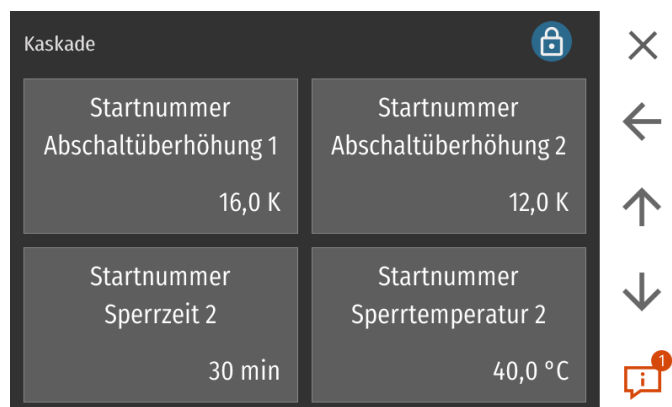 Kaskade
Startnummer
Abschaltüberhöhung 1
16,0 K
Startnummer
Abschaltüberhöhung 2
12,0 K
Startnummer
Sperrzeit 2
30 min
Startnummer
Sperrtemperatur 2
40,0 °C
1